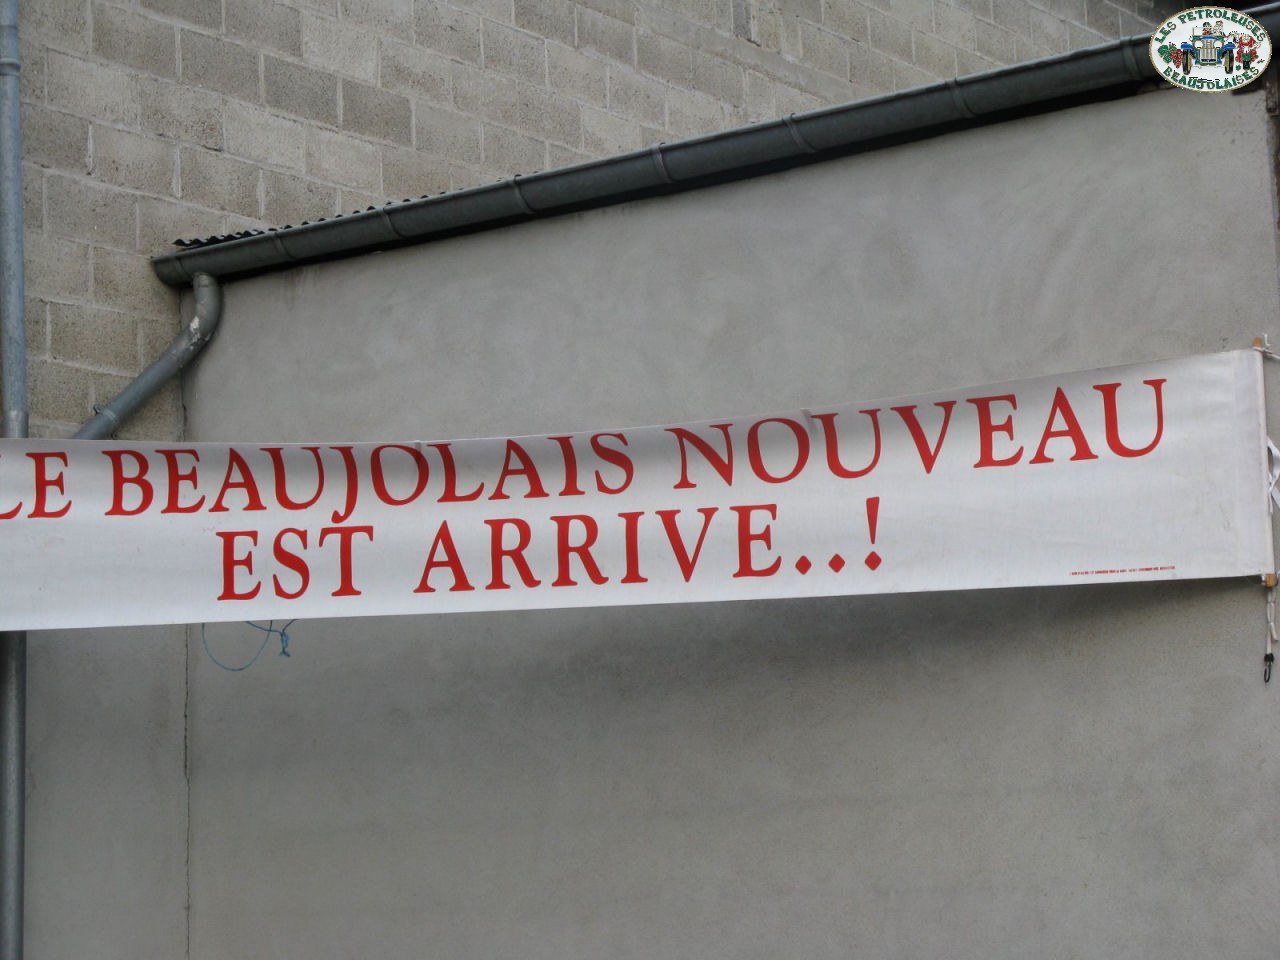 LES PETROLEUSES
BEAUJOLAISES
LE BEAUJOLAIS NOUVEAU
EST ARRIVE..!